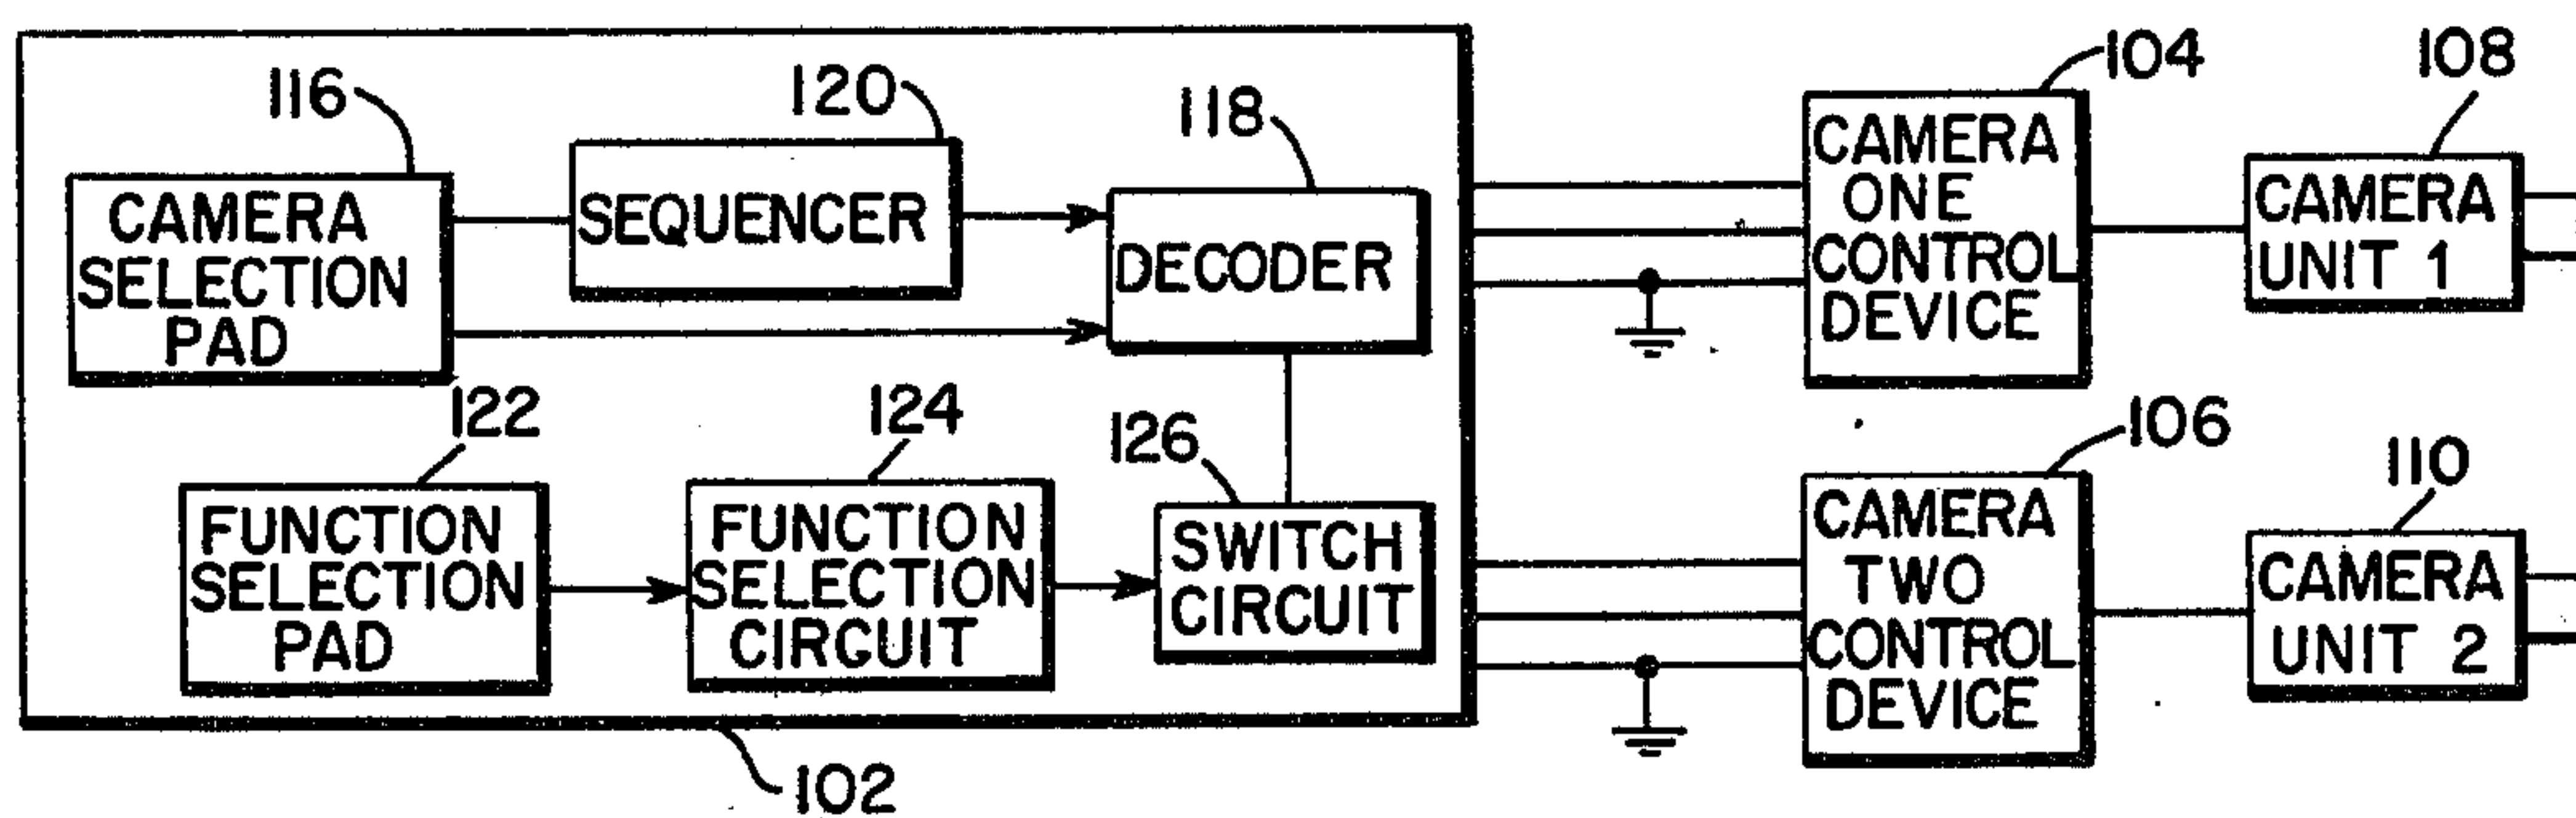 116
120
118
104
108
CAMERA
SELECTION
PAD
SEQUENCER
DECODER
CAMERA
ONE
CONTROL
DEVICE
CAMERA
UNIT 1
122
124
126
106
110
FUNCTION
SELECTION
PAD
FUNCTION
SELECTION
CIRCUIT
SWITCH
CIRCUIT
CAMERA
TWO
CONTROL
DEVICE
CAMERA
UNIT 2
102